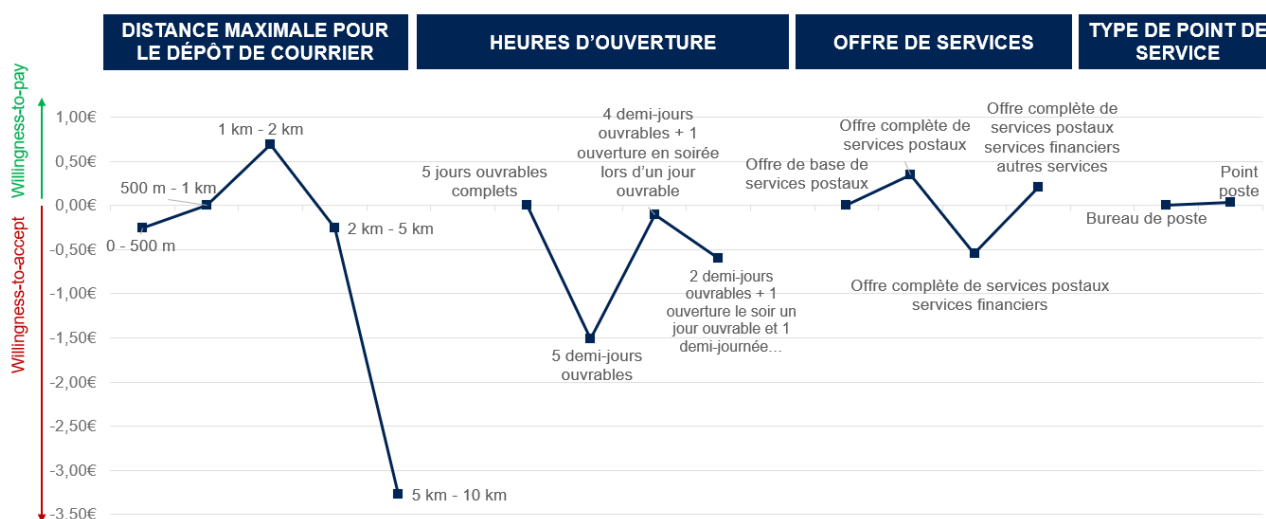 DISTANCE MAXIMALE POUR
LE DÉPÔT DE COURRIER
HEURES D'OUVERTURE
OFFRE DE SERVICES
TYPE DE POINT DE
SERVICE
Willingness-to-pay
Willingness-to-accept
1,00€
0,50€
0,00€
-0,50€
-1,00€
-1,50€
-2,00€
-2,50€
-3,00€
-3.50€
0 - 500 m
500 m - 1 km
1 km - 2 km
2 km - 5 km
5 km - 10 km
5 jours ouvrables
complets
5 demi-jours
ouvrables
4 demi-jours
ouvrables + 1
ouverture en soirée
lors d'un jour
ouvrable
2 demi-jours
ouvrables + 1
ouverture le soir un
jour ouvrable et 1
demi-journée…
Offre de base de
services postaux
Offre complète de
services postaux
Offre complète de services postaux
services financiers
Offre complète de
services postaux
services financiers
autres services
Bureau de poste
Point
poste